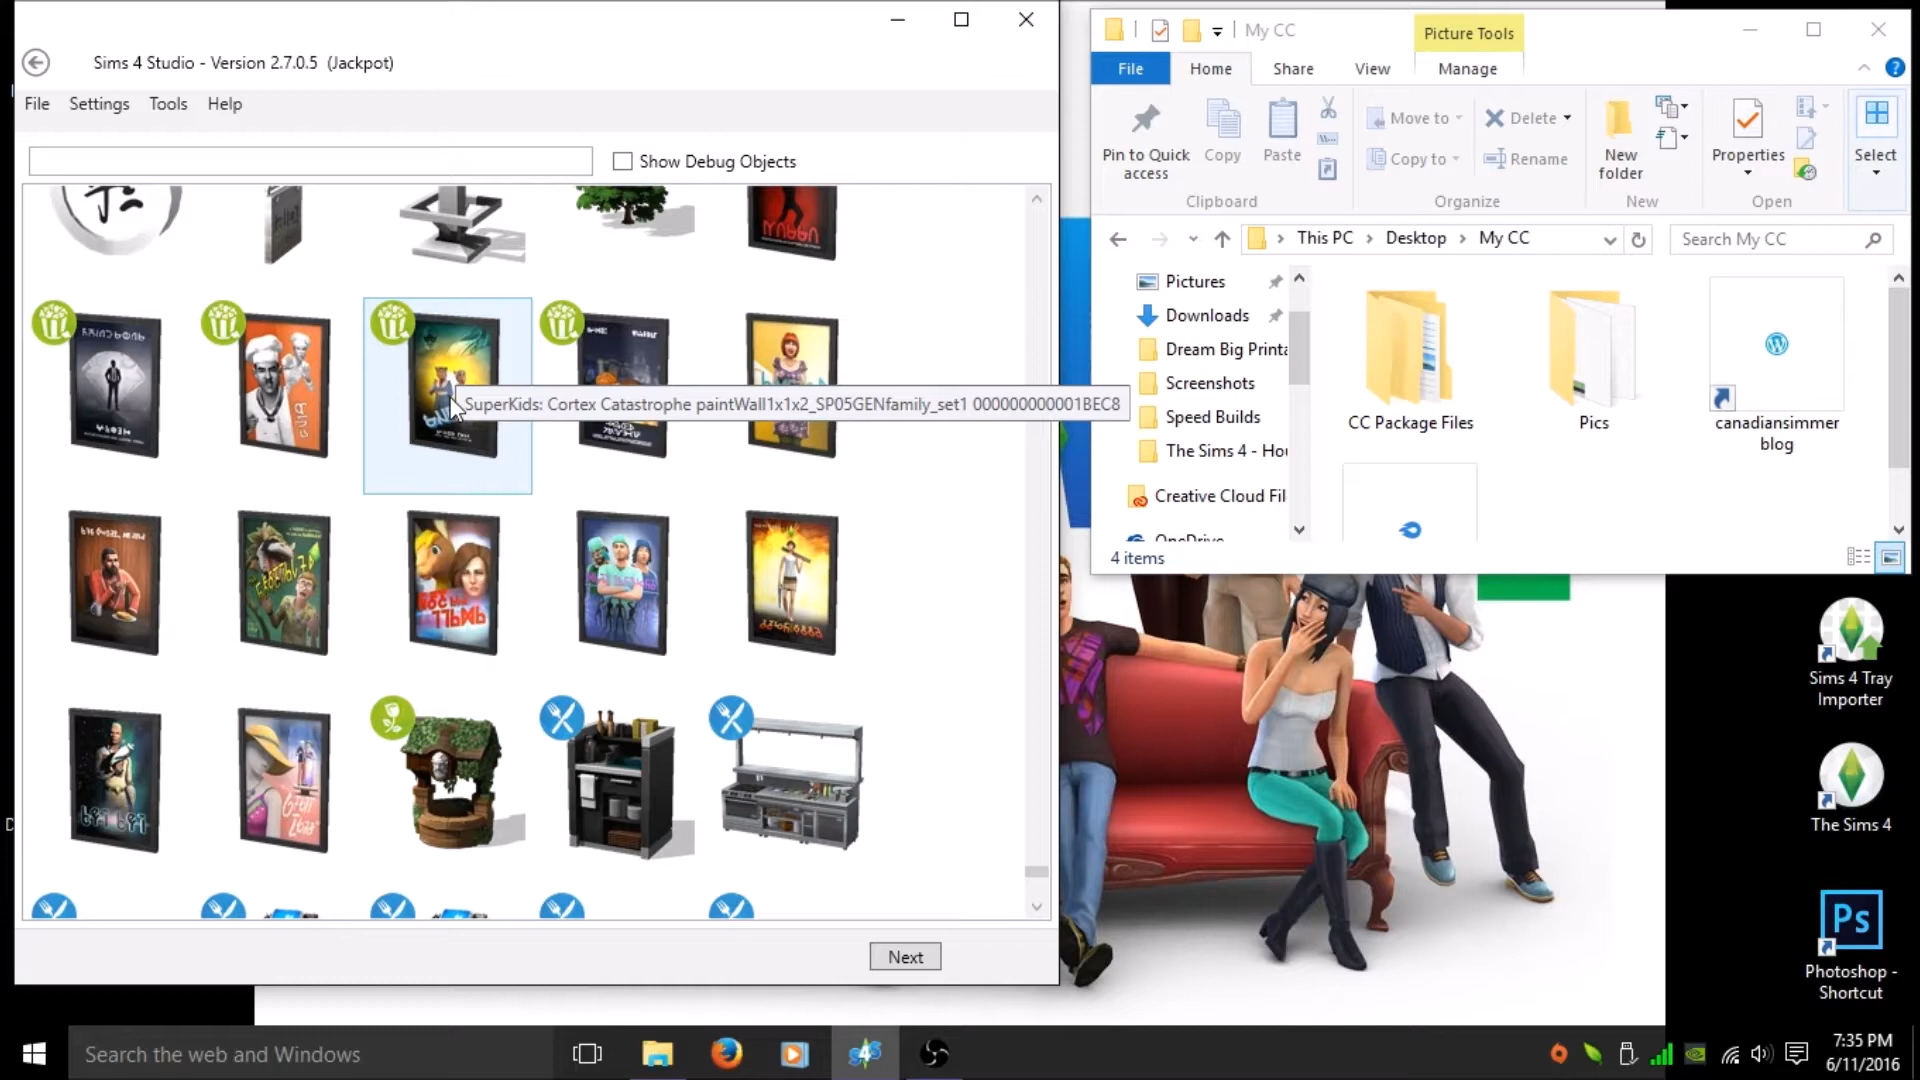 Sims 4 Studio - Version 2.7.0.5 (Jackpot)
File Settings Tools Help
Show Debug Objects
SuperKids: Cortex Catastrophe paintWall1x1x2_SP05GENfamily_set1 000000000001BEC8
Next
My CC
Picture Tools
File Home Share View Manage
Pin to Quick access
Copy
Paste
Move to
Copy to
Delete
Rename
New folder
Properties
Select
Clipboard Organize New Open
This PC Desktop My CC
Search My CC
Pictures
Downloads
Dream Big Printa
Screenshots
Speed Builds
The Sims 4 - Hou
Creative Cloud Fil
OneDrive
CC Package Files
Pics
canadiansimmer blog
4 items
Sims 4 Tray Importer
The Sims 4
Ps
Photoshop - Shortcut
Search the web and Windows
7:35 PM
6/11/2016